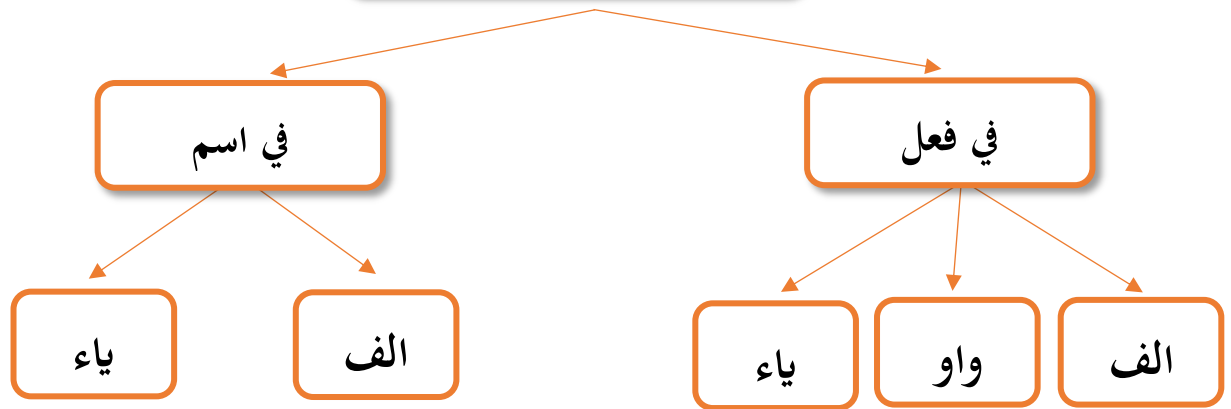 في فعل
في اسم
الف
واو
ياء
الف
ياء